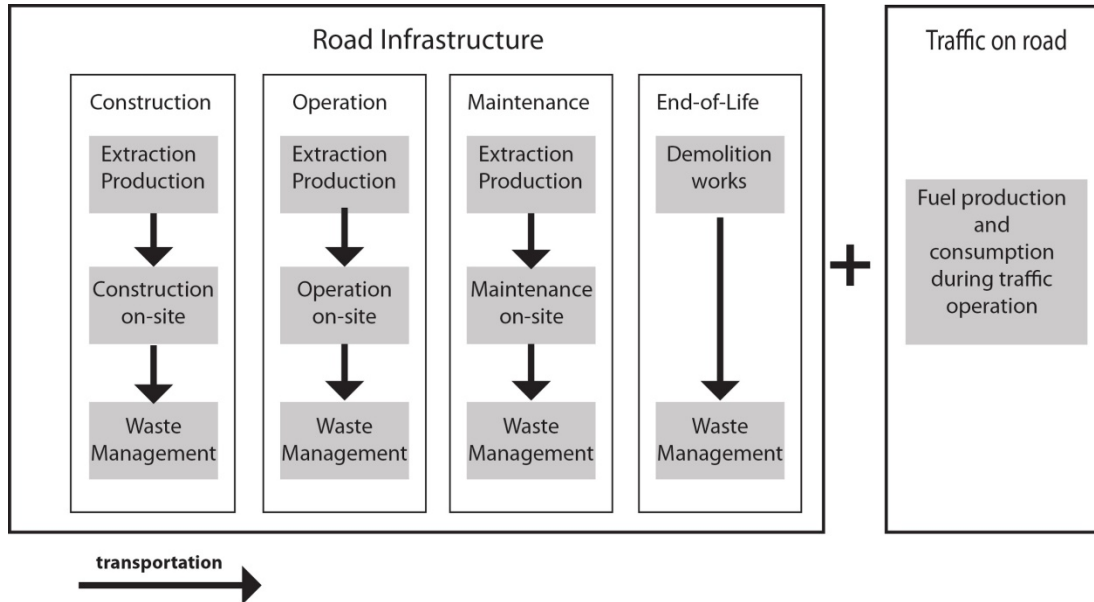 Road Infrastructure
Construction
Extraction
Production
Construction
on-site
Waste
Management
Operation
Extraction
Production
Operation
on-site
Waste
Management
Maintenance
Extraction
Production
Maintenance
on-site
Waste
Management
End-of-Life
Demolition
works
Waste
Management
+
Traffic on road
Fuel production
and
consumption
during traffic
operation
transportation